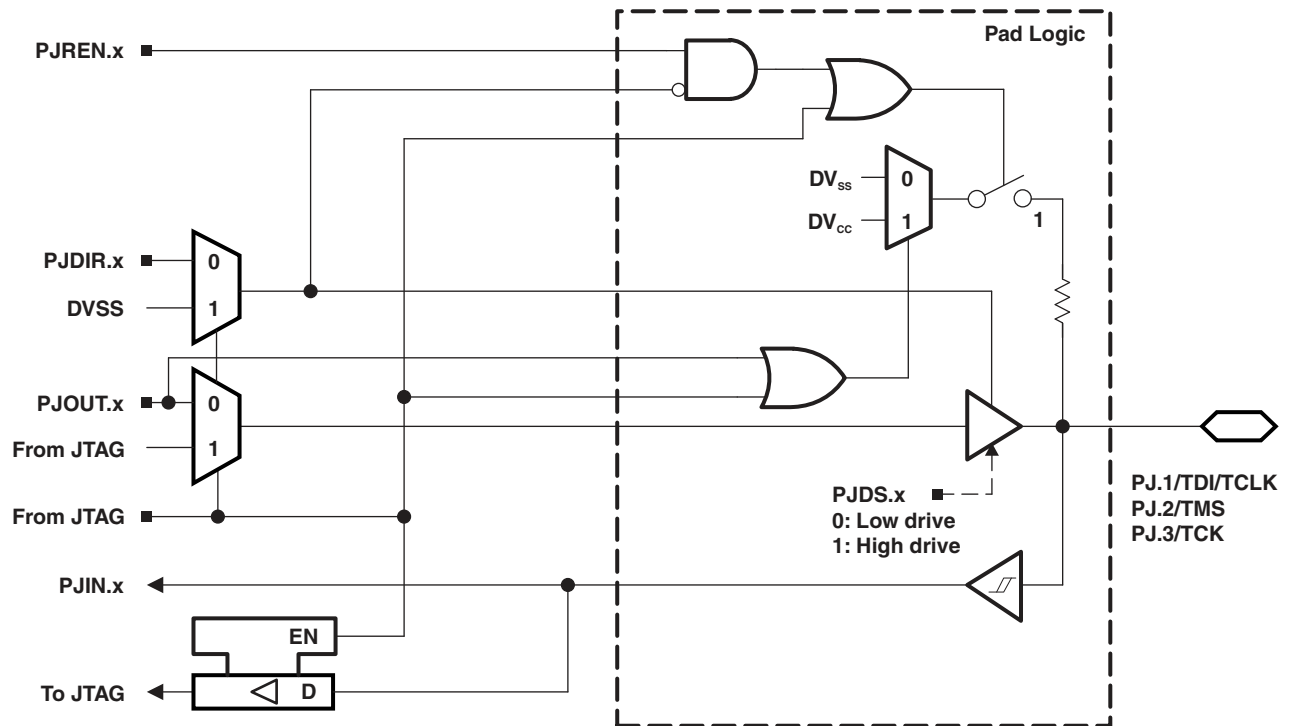 Pad Logic
PJREN.x
DVss
0
DVcc
1
1
PJDIR.x
0
DVSS
1
PJOUT.x
0
From JTAG
1
PJDS.x
0: Low drive
1: High drive
PJ.1/TDI/TCLK
PJ.2/TMS
PJ.3/TCK
From JTAG
PJIN.x
EN
To JTAG
D